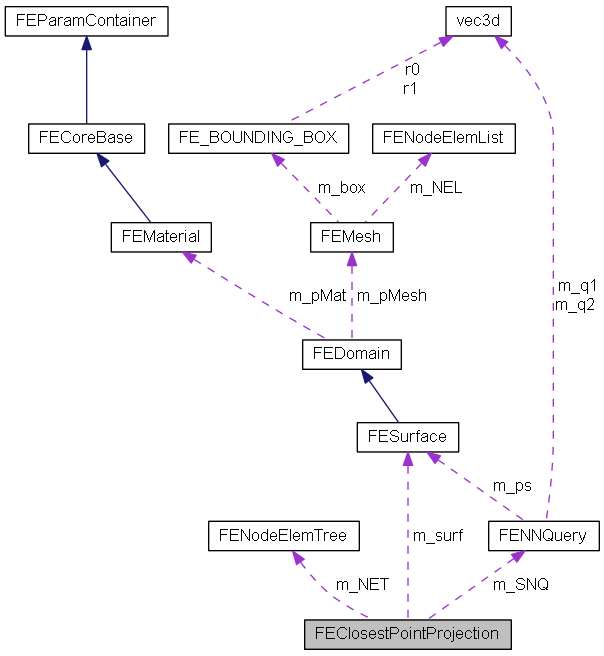 FEParamContainer
vec3d
r0
r1
FECoreBase
FE_BOUNDING_BOX
FENodeElemList
m_box
m_NEL
FEMaterial
FEMesh
m_q1
m_q2
m_pMat
m_pMesh
FEDomain
FESurface
m_ps
FENodeElemTree
m_surf
FENNQuery
m_NET
m_SNQ
FEClosestPointProjection